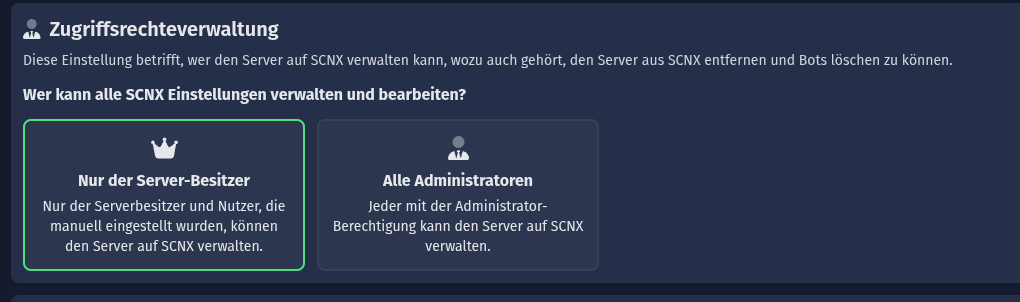 Zugriffsrechteverwaltung
Diese Einstellung betrifft, wer den Server auf SCNX verwalten kann, wozu auch gehört, den Server aus SCNX entfernen und Bots löschen zu können.
Wer kann alle SCNX Einstellungen verwalten und bearbeiten?
Nur der Server-Besitzer
Nur der Serverbesitzer und Nutzer, die
manuell eingestellt wurden, können
den Server auf SCNX verwalten.
Alle Administratoren
Jeder mit der Administrator-
Berechtigung kann den Server auf SCNX
verwalten.